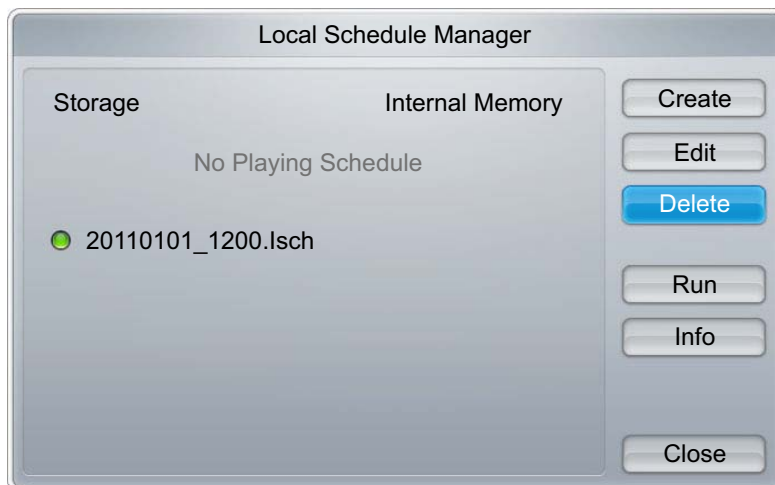 Local Schedule Manager
Storage Internal Memory
No Playing Schedule
20110101_1200.lsch
Create
Edit
Delete
Run
Info
Close